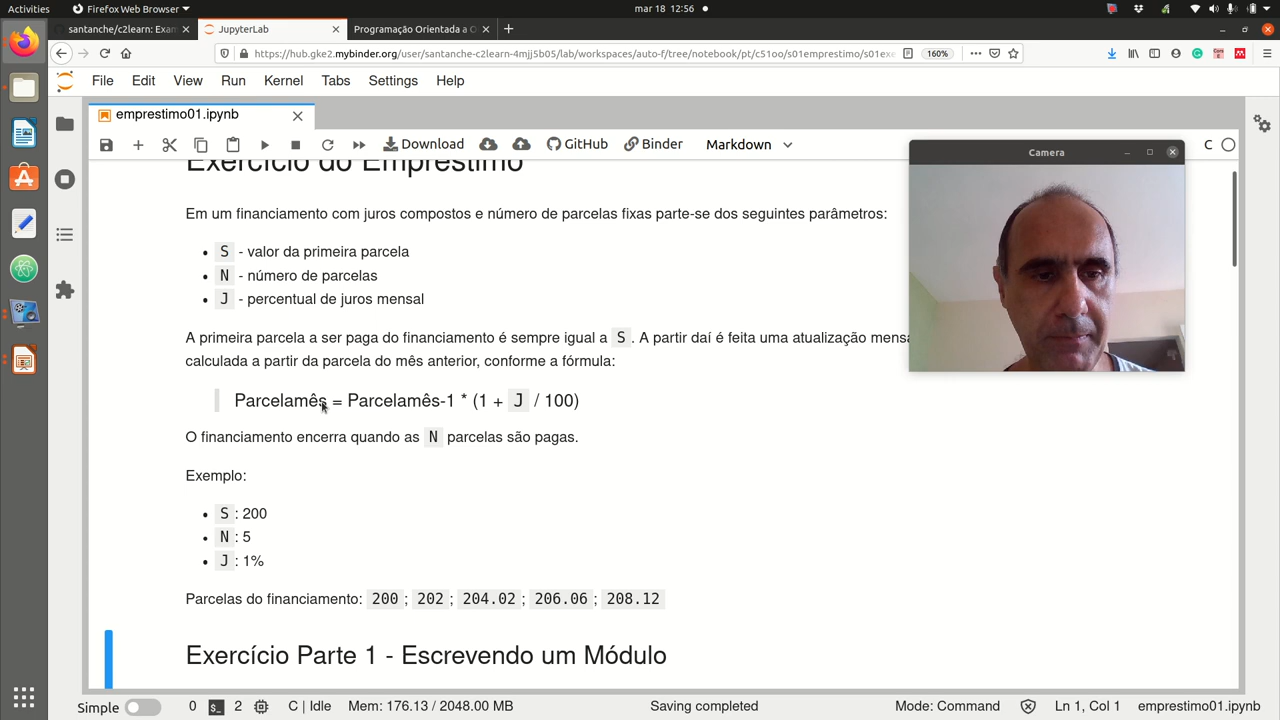 Activities
Firefox Web Browser
mar 18 12:56
santanche/c2learn: Exam
JupyterLab
Programação Orientada a O
https://hub.gke2.mybinder.org/user/santanche-c2learn-4mjj5b05/lab/workspaces/auto-f/tree/notebook/pt/c51oo/s01emprestimo/s01exe
160%
File Edit View Run Kernel Tabs Settings Help
emprestimo01.ipynb
Download
GitHub
Binder
Markdown
C
Camera
Exercício do Empréstimo
Em um financiamento com juros compostos e número de parcelas fixas parte-se dos seguintes parâmetros:
• S - valor da primeira parcela
• N - número de parcelas
• J - percentual de juros mensal
A primeira parcela a ser paga do financiamento é sempre igual a S. A partir daí é feita uma atualização mensa
calculada a partir da parcela do mês anterior, conforme a fórmula:
Parcelamês = Parcelamês-1 * (1 + J / 100)
O financiamento encerra quando as N parcelas são pagas.
Exemplo:
• S : 200
• N : 5
• J : 1%
Parcelas do financiamento: 200 ; 202 ; 204.02 ; 206.06 ; 208.12
Exercício Parte 1 - Escrevendo um Módulo
Simple
0
2
C | Idle
Mem: 176.13 / 2048.00 MB
Saving completed
Mode: Command
Ln 1, Col 1
emprestimo01.ipynb